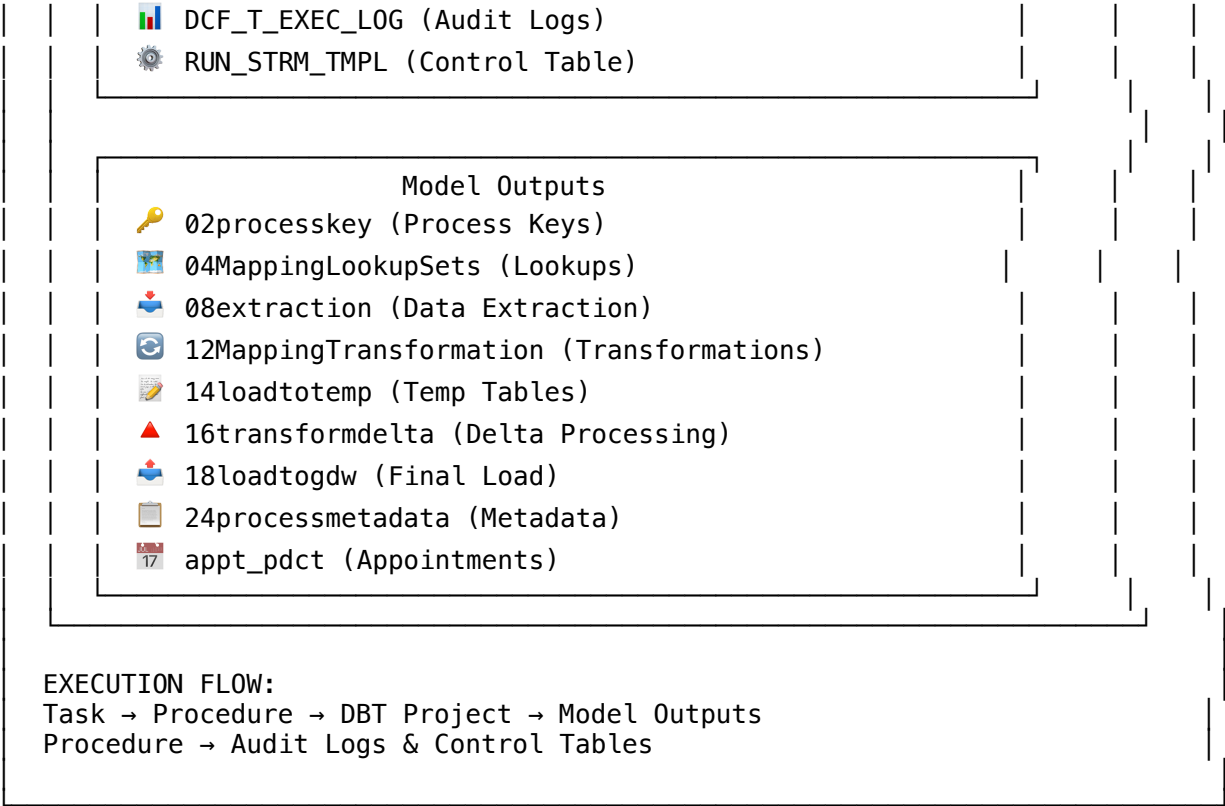 DCF_T_EXEC_LOG (Audit Logs)
RUN_STRM_TMPL (Control Table)
Model Outputs
02processkey (Process Keys)
04MappingLookupSets (Lookups)
08extraction (Data Extraction)
12MappingTransformation (Transformations)
14loadtotemp (Temp Tables)
16transformdelta (Delta Processing)
18loadtogdw (Final Load)
24processmetadata (Metadata)
appt_pdct (Appointments)
EXECUTION FLOW:
Task → Procedure → DBT Project → Model Outputs
Procedure → Audit Logs & Control Tables